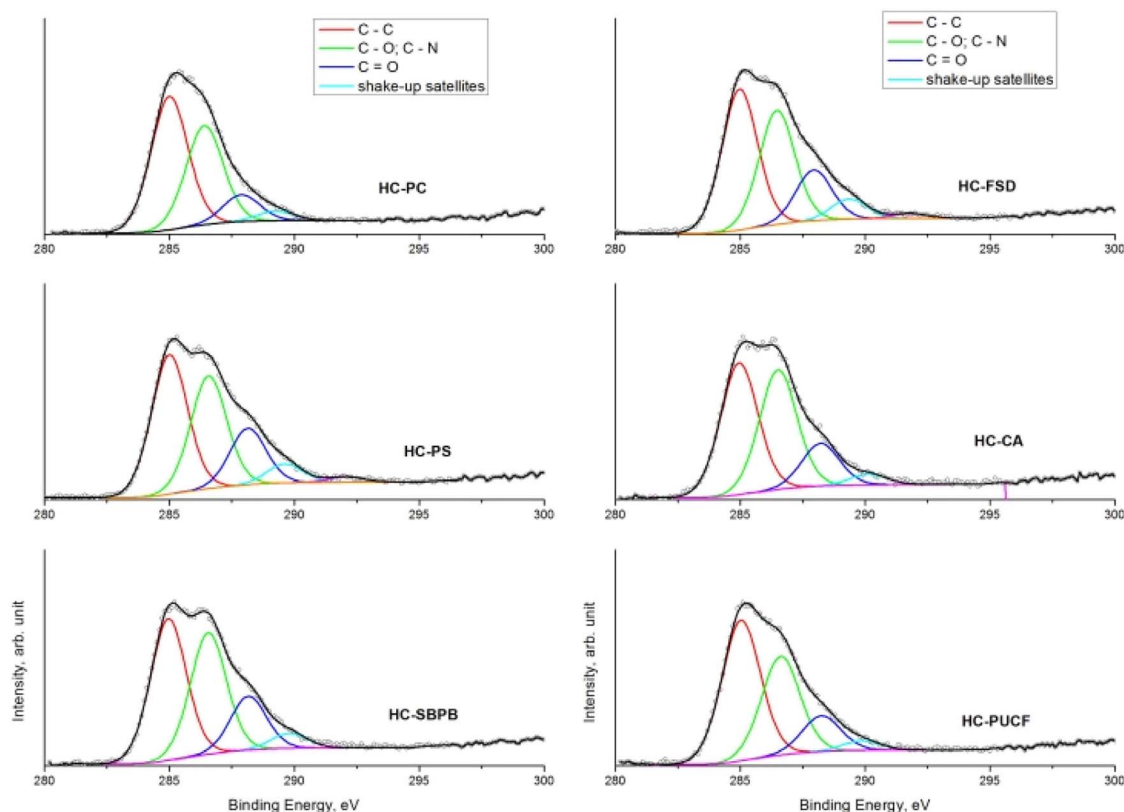 C - C
C - O; C - N
C = O
shake-up satellites
HC-PC
280 285 290 295 300
C - C
C - O; C - N
C = O
shake-up satellites
HC-FSD
280 285 290 295 300
HC-PS
280 285 290 295 300
HC-CA
280 285 290 295 300
Intensity, arb. unit
HC-SBPB
280 285 290 295 300
Binding Energy, eV
Intensity, arb. unit
HC-PUCF
280 285 290 295 300
Binding Energy, eV